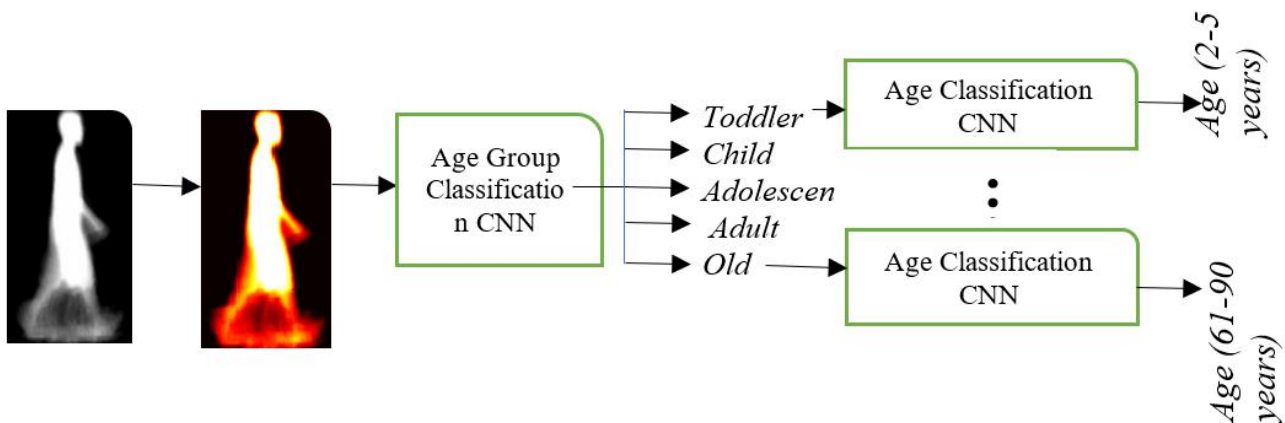 Age Group
Classificatio
n CNN
Toddler
Child
Adolescen
Adult
Old
Age Classification
CNN
Age Classification
CNN
Age (2-5
years)
Age (61-90
years)